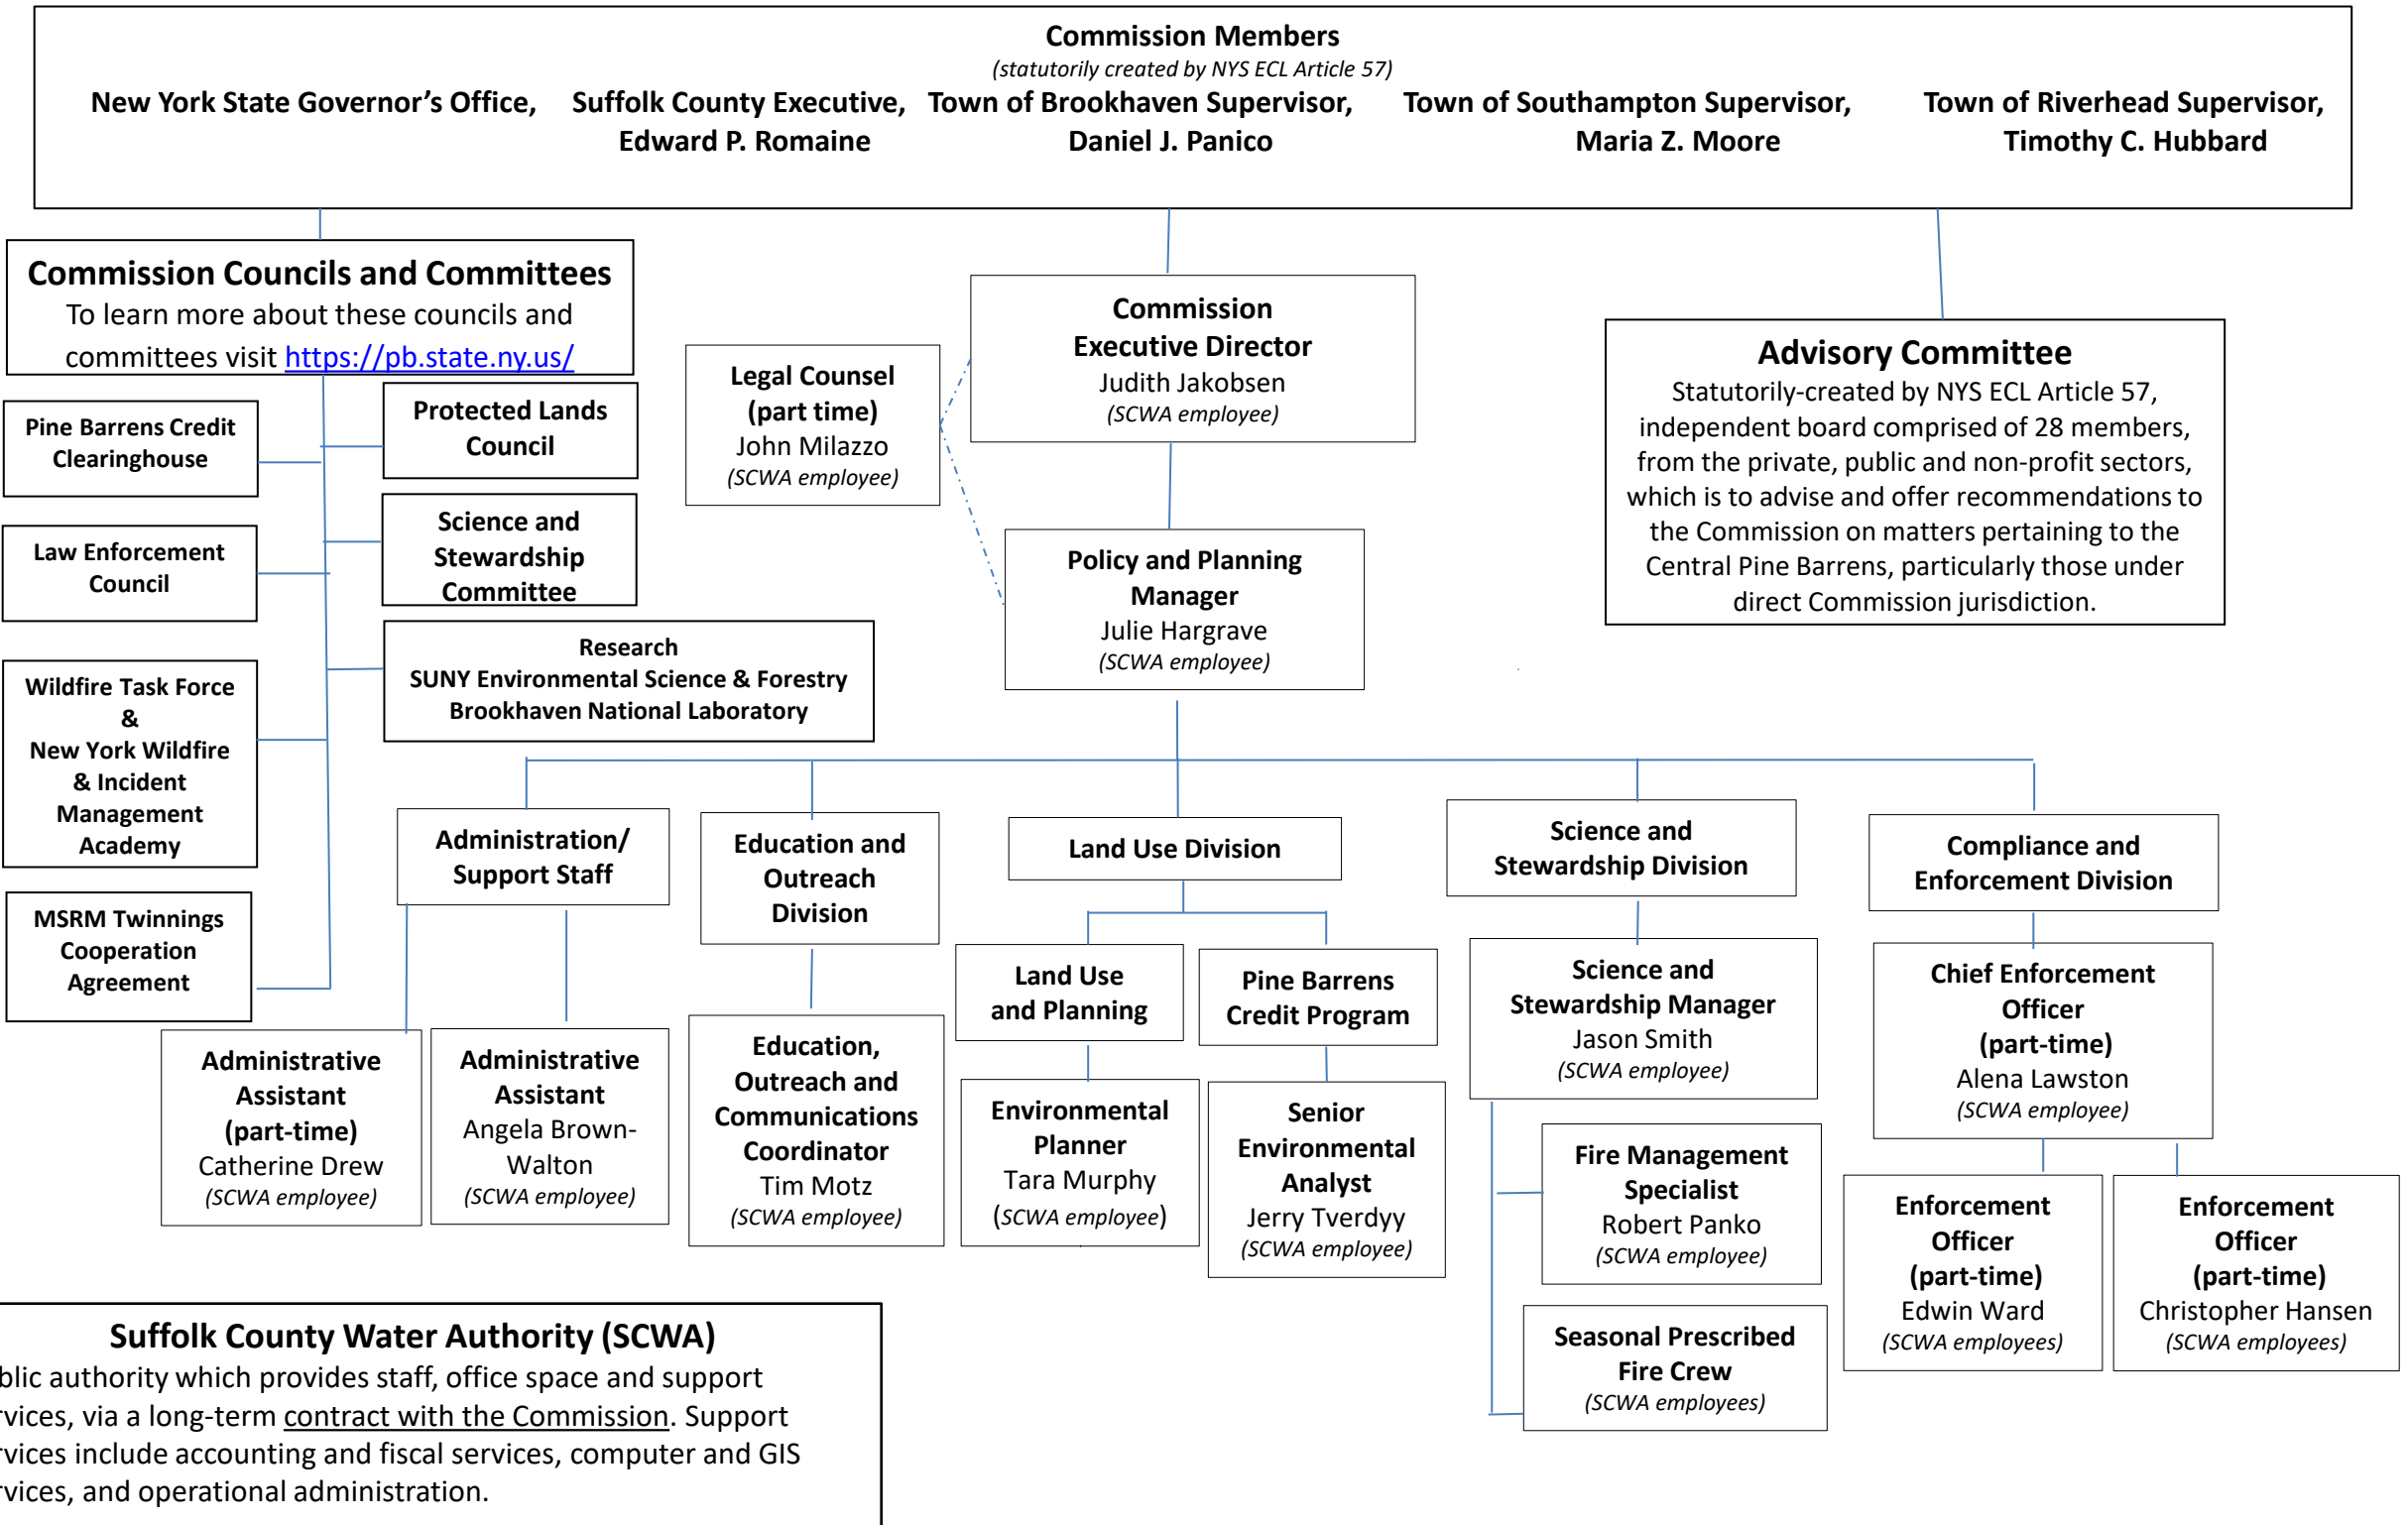 Commission Members
(statutorily created by NYS ECL Article 57)
New York State Governor’s Office,
Suffolk County Executive,
Edward P. Romaine
Town of Brookhaven Supervisor,
Daniel J. Panico
Town of Southampton Supervisor,
Maria Z. Moore
Town of Riverhead Supervisor,
Timothy C. Hubbard
Commission Councils and Committees
To learn more about these councils and
committees visit https://pb.state.ny.us/
Pine Barrens Credit
Clearinghouse
Protected Lands
Council
Law Enforcement
Council
Science and
Stewardship
Committee
Research
SUNY Environmental Science & Forestry
Brookhaven National Laboratory
Wildfire Task Force
&
New York Wildfire
& Incident
Management
Academy
MSRM Twinnings
Cooperation
Agreement
Legal Counsel
(part time)
John Milazzo
(SCWA employee)
Commission
Executive Director
Judith Jakobsen
(SCWA employee)
Policy and Planning
Manager
Julie Hargrave
(SCWA employee)
Advisory Committee
Statutorily-created by NYS ECL Article 57,
independent board comprised of 28 members,
from the private, public and non-profit sectors,
which is to advise and offer recommendations to
the Commission on matters pertaining to the
Central Pine Barrens, particularly those under
direct Commission jurisdiction.
Administration/
Support Staff
Administrative
Assistant
(part-time)
Catherine Drew
(SCWA employee)
Administrative
Assistant
Angela Brown-
Walton
(SCWA employee)
Education and
Outreach
Division
Education,
Outreach and
Communications
Coordinator
Tim Motz
(SCWA employee)
Land Use Division
Land Use
and Planning
Environmental
Planner
Tara Murphy
(SCWA employee)
Pine Barrens
Credit Program
Senior
Environmental
Analyst
Jerry Tverdyy
(SCWA employee)
Science and
Stewardship Division
Science and
Stewardship Manager
Jason Smith
(SCWA employee)
Fire Management
Specialist
Robert Panko
(SCWA employee)
Seasonal Prescribed
Fire Crew
(SCWA employees)
Compliance and
Enforcement Division
Chief Enforcement
Officer
(part-time)
Alena Lawston
(SCWA employee)
Enforcement
Officer
(part-time)
Edwin Ward
(SCWA employees)
Enforcement
Officer
(part-time)
Christopher Hansen
(SCWA employees)
Suffolk County Water Authority (SCWA)
blic authority which provides staff, office space and support
rvices, via a long-term contract with the Commission. Support
rvices include accounting and fiscal services, computer and GIS
rvices, and operational administration.